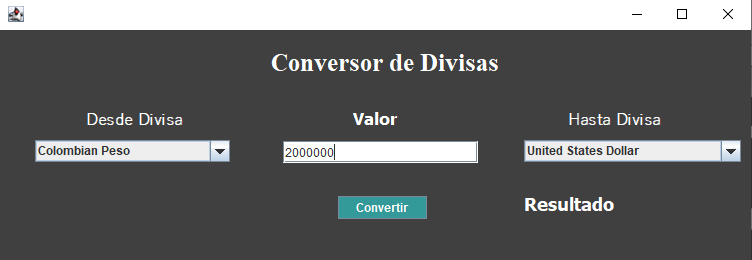 Conversor de Divisas
Desde Divisa
Valor
Hasta Divisa
Colombian Peso
2000000
United States Dollar
Convertir
Resultado